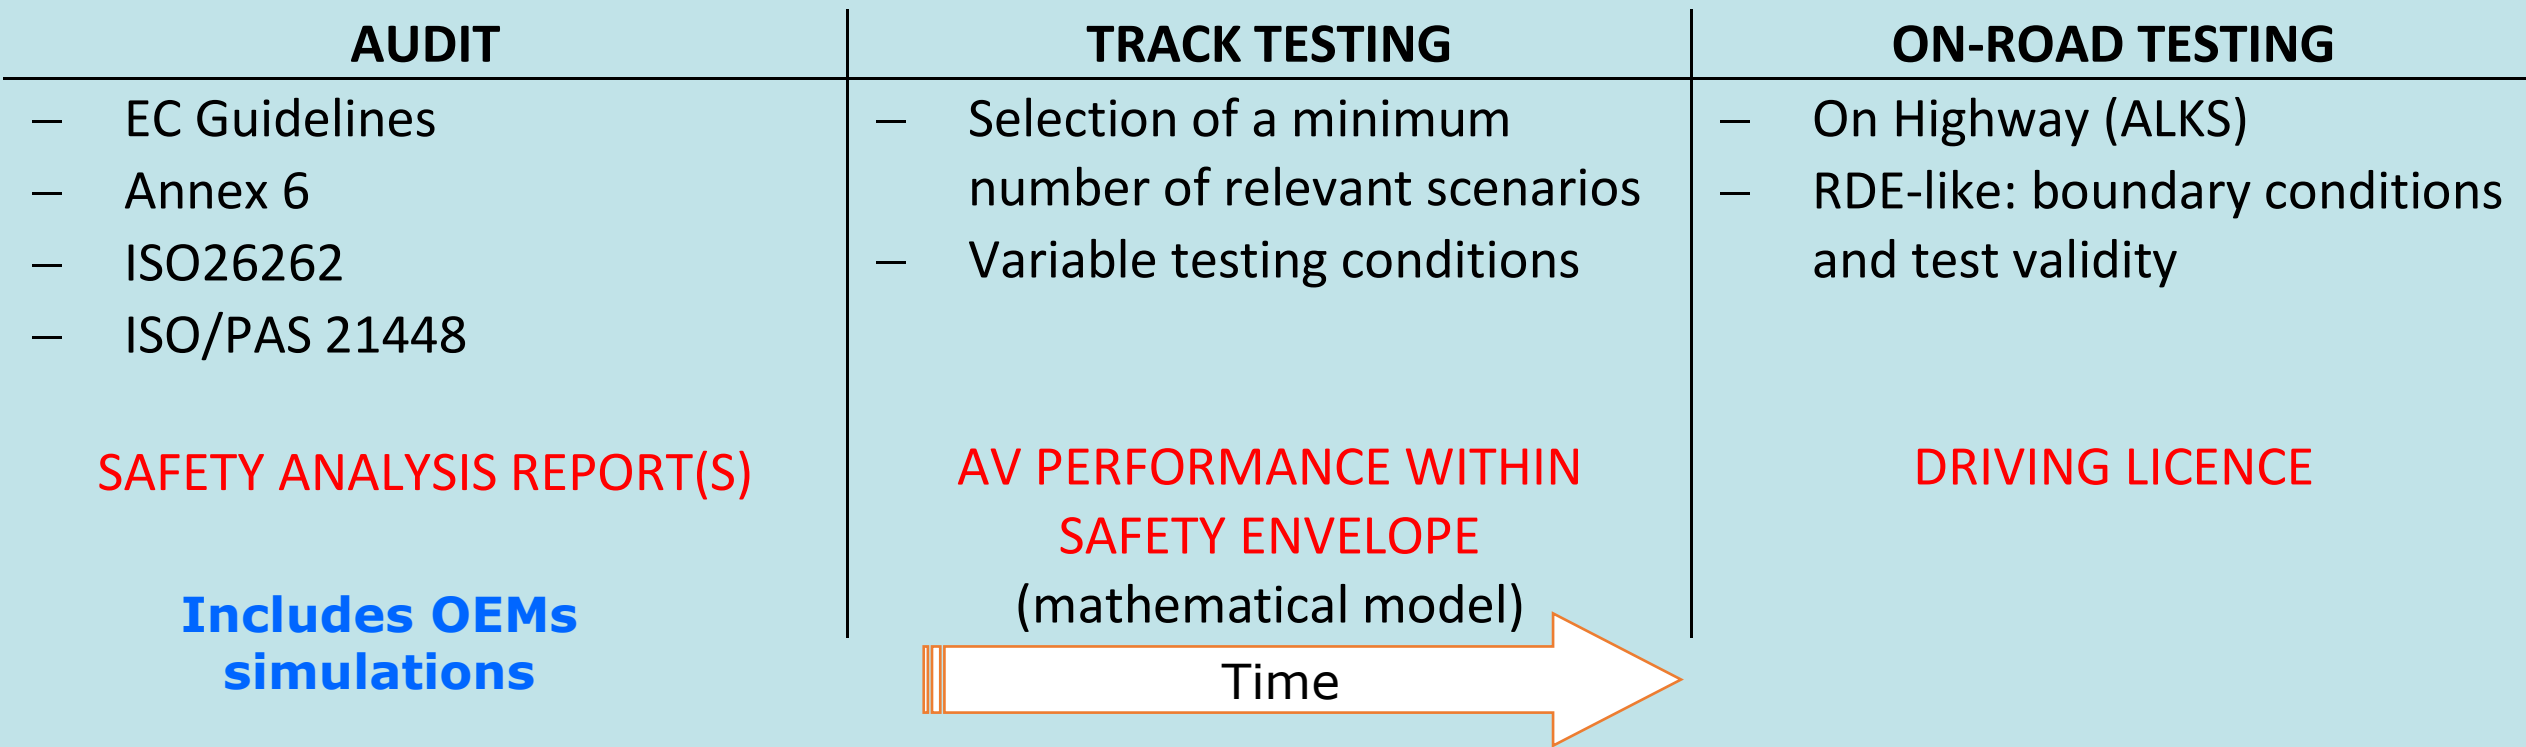 AUDIT
– EC Guidelines
– Annex 6
– ISO26262
– ISO/PAS 21448
SAFETY ANALYSIS REPORT(S)
Includes OEMs
simulations
TRACK TESTING
– Selection of a minimum
number of relevant scenarios
– Variable testing conditions
AV PERFORMANCE WITHIN
SAFETY ENVELOPE
(mathematical model)
Time
ON-ROAD TESTING
– On Highway (ALKS)
– RDE-like: boundary conditions
and test validity
DRIVING LICENCE